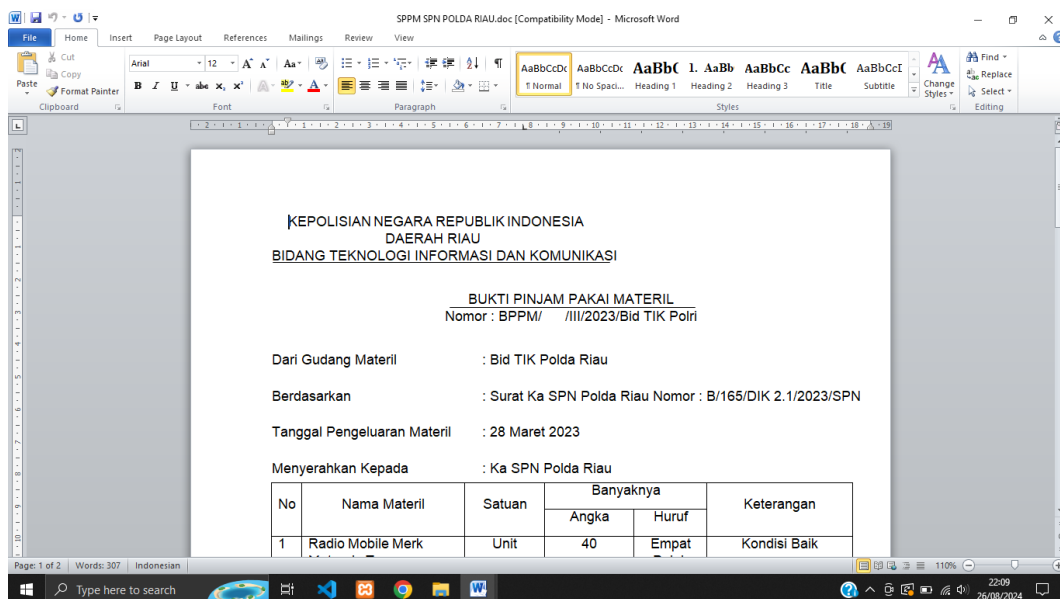 SPPM SPN POLDA RIAU.doc [Compatibility Mode] - Microsoft Word
File Home Insert Page Layout References Mailings Review View
Paste
Cut
Copy
Format Painter
Clipboard
Arial 12
Font
Paragraph
AaBbCcDc AaBbCcDc AaBb( 1. AaBb AaBbCc AaBb( AaBbCcI
¶ Normal ¶ No Spaci... Heading 1 Heading 2 Heading 3 Title Subtitle
Change Styles
Styles
Find
Replace
Select
Editing
KEPOLISIAN NEGARA REPUBLIK INDONESIA
DAERAH RIAU
BIDANG TEKNOLOGI INFORMASI DAN KOMUNIKASI
BUKTI PINJAM PAKAI MATERIL
Nomor : BPPM/ /III/2023/Bid TIK Polri
Dari Gudang Materil : Bid TIK Polda Riau
Berdasarkan : Surat Ka SPN Polda Riau Nomor : B/165/DIK 2.1/2023/SPN
Tanggal Pengeluaran Materil : 28 Maret 2023
Menyerahkan Kepada : Ka SPN Polda Riau
No Nama Materil Satuan Banyaknya Keterangan
Angka Huruf
1 Radio Mobile Merk Unit 40 Empat Kondisi Baik
Page: 1 of 2 Words: 307 Indonesian 110%
Type here to search
22:09
26/08/2024